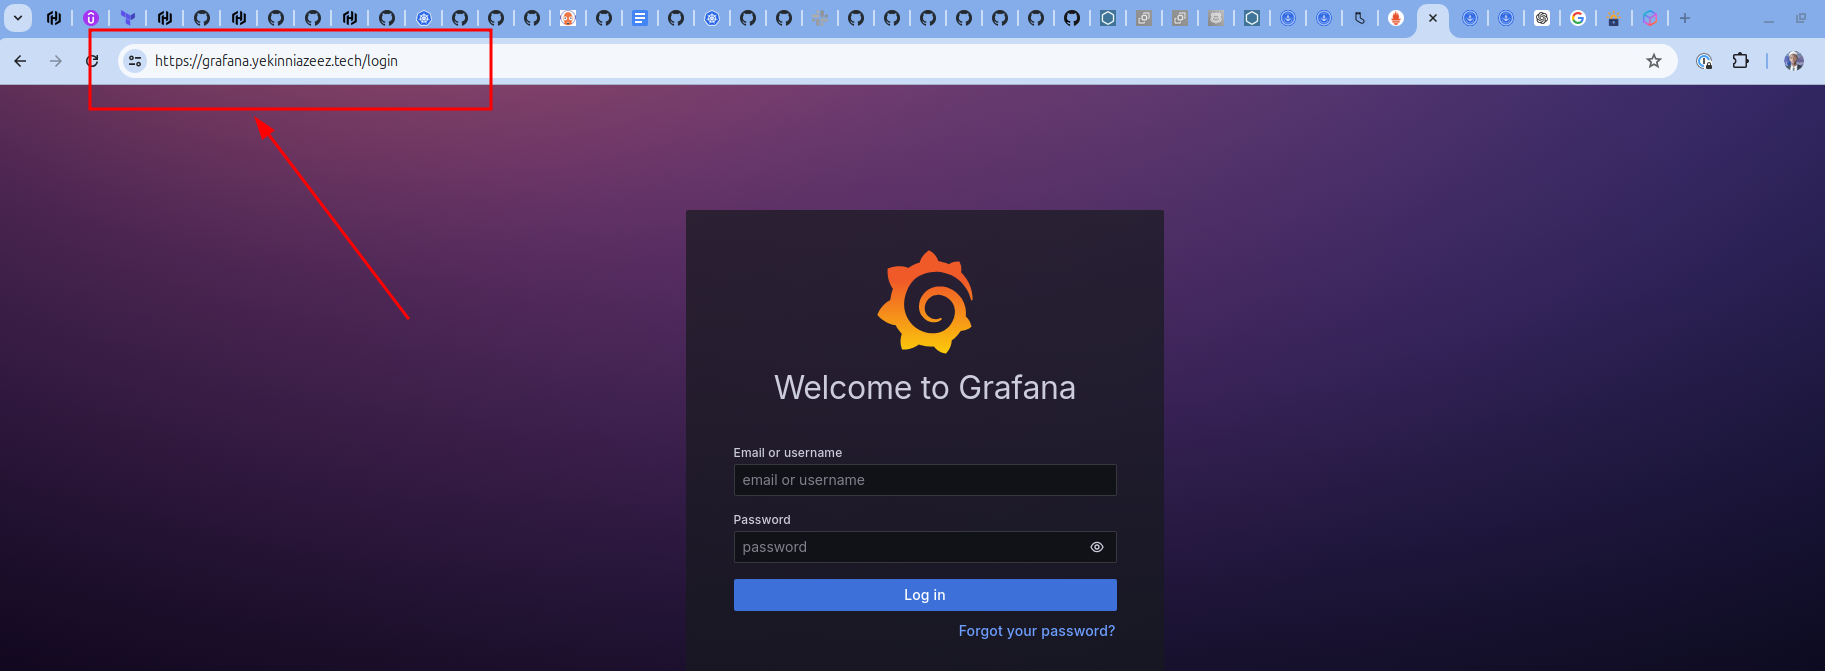 https://grafana.yekinniazeez.tech/login
Welcome to Grafana
Email or username
email or username
Password
password
Log in
Forgot your password?